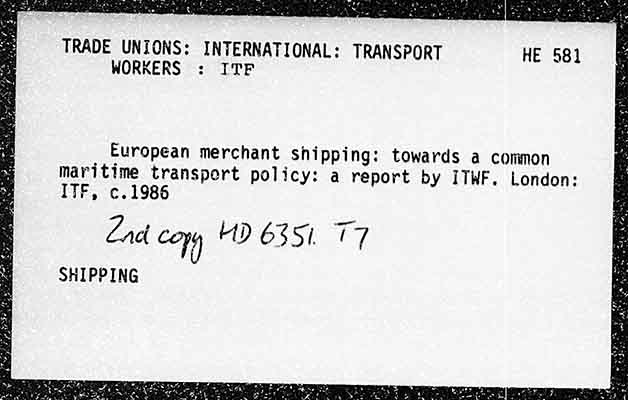 TRADE UNIONS: INTERNATIONAL: TRANSPORT HE 581
WORKERS : ITF
European merchant shipping: towards a common
maritime transport policy: a report by ITWF. London:
ITF, c.1986
2nd copy HD 6351. T7
SHIPPING